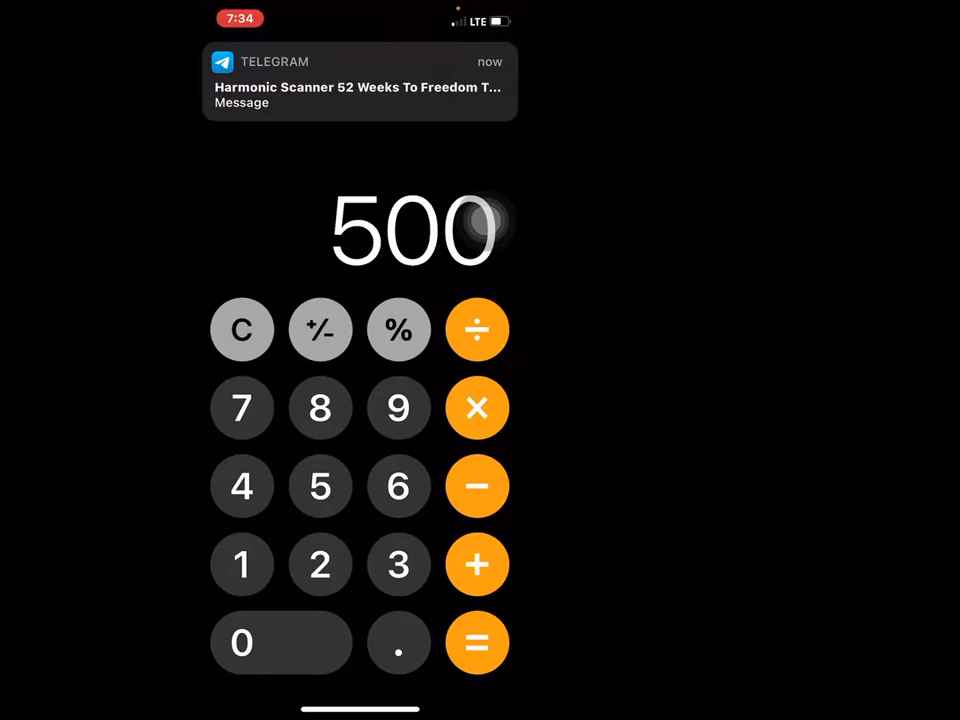 7:34
LTE
TELEGRAM now
Harmonic Scanner 52 Weeks To Freedom T...
Message
500
C +/- % ÷
7 8 9 ×
4 5 6 −
1 2 3 +
0 . =